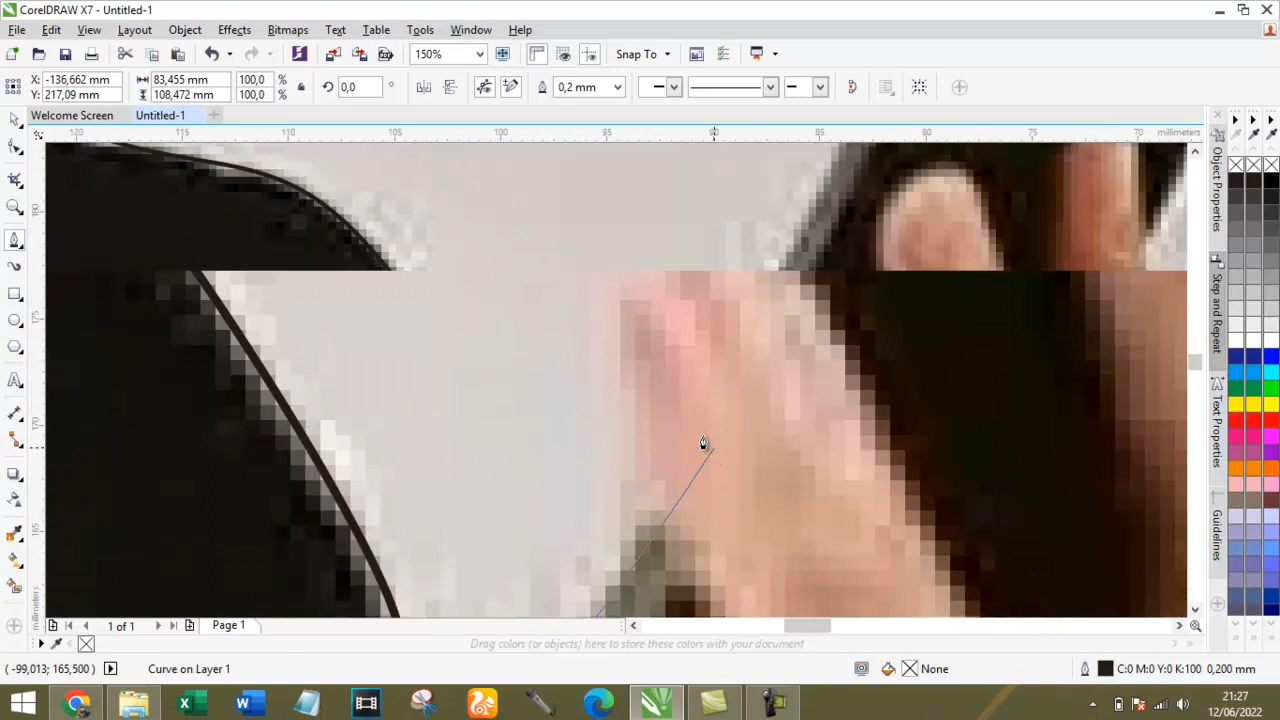 CorelDRAW X7 - Untitled-1
File Edit View Layout Object Effects Bitmaps Text Table Tools Window Help
150% Snap To
X: -136,662 mm 83,455 mm 100,0 % 0,0 ° 0,2 mm
Y: 217,09 mm 108,472 mm 100,0 %
Welcome Screen Untitled-1
120 115 110 105 100 95 90 85 80 75 70 millimeters
180
175
170
165
millimeters
Object Properties
Step and Repeat
Text Properties
Guidelines
1 of 1 Page 1
Drag colors (or objects) here to store these colors with your document
( -99,013; 165,500 ) Curve on Layer 1 None C:0 M:0 Y:0 K:100 0,200 mm
21:27
12/06/2022